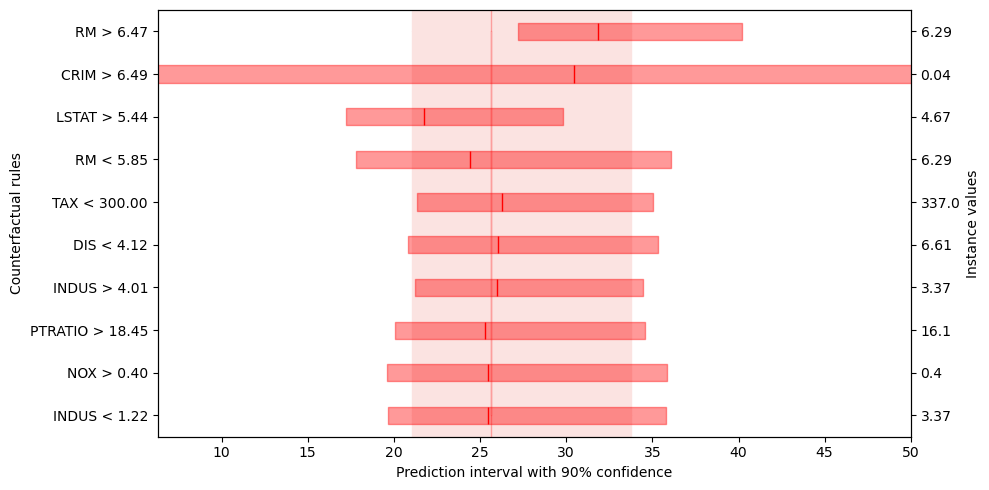 Counterfactual rules
RM > 6.47 6.29
CRIM > 6.49 0.04
LSTAT > 5.44 4.67
RM < 5.85 6.29
TAX < 300.00 337.0
DIS < 4.12 6.61
INDUS > 4.01 3.37
PTRATIO > 18.45 16.1
NOX > 0.40 0.4
INDUS < 1.22 3.37
Instance values
10 15 20 25 30 35 40 45 50
Prediction interval with 90% confidence